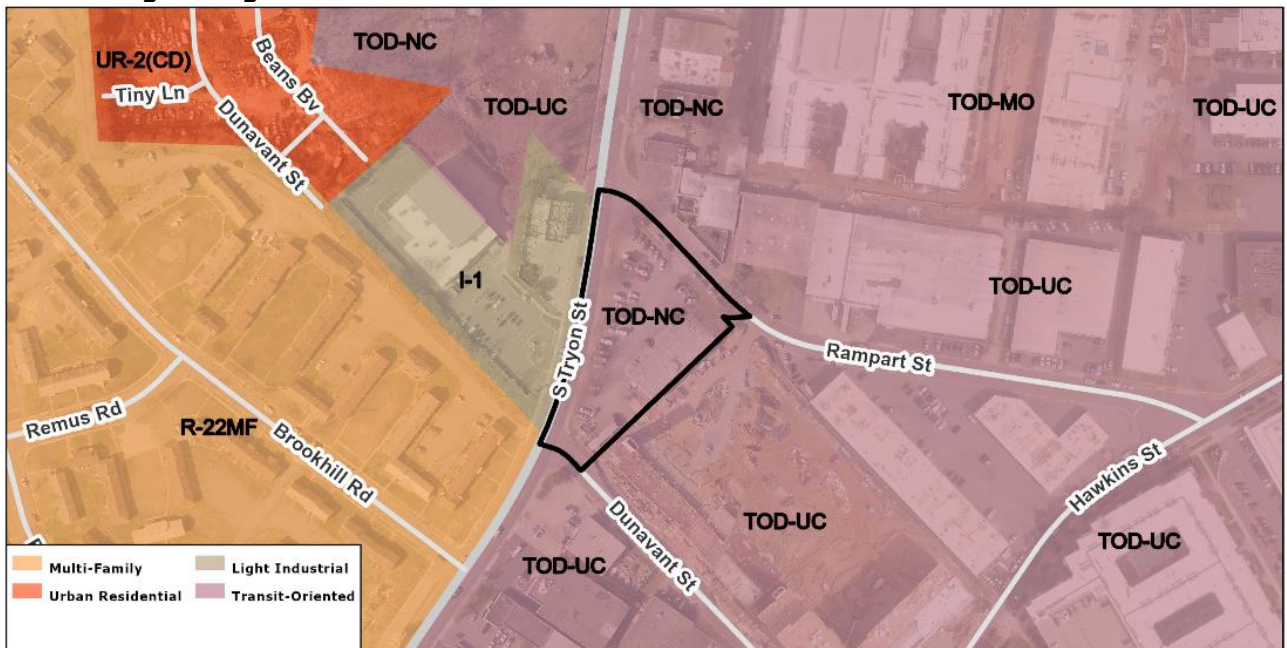 TOD-NC
UR-2(CD)
Beans Bv
Tiny Ln
TOD-UC
TOD-NC
TOD-MO
TOD-UC
Dunavant St
I-1
S Tryon St
TOD-NC
TOD-UC
Rampart St
Remus Rd
R-22MF
Brookhill Rd
Hawkins St
Dunavant St
TOD-UC
TOD-UC
TOD-UC
Multi-Family
Light Industrial
Urban Residential
Transit-Oriented